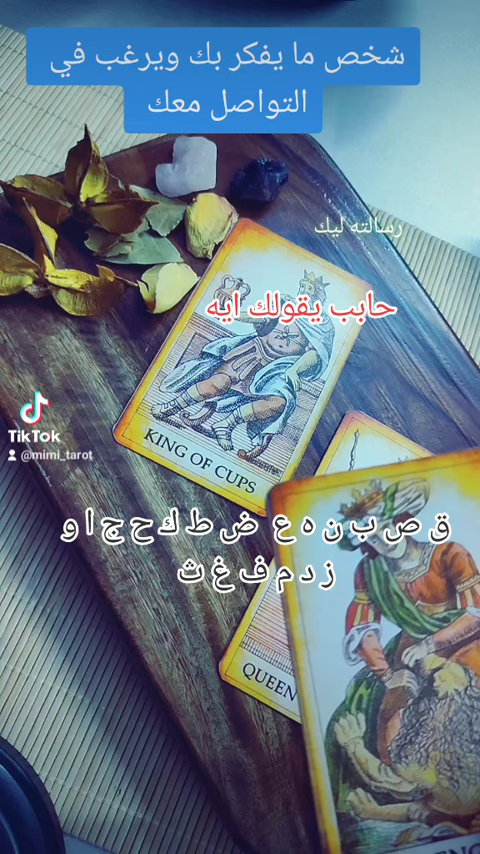 شخص ما يفكر بك ويرغب في
التواصل معك
رسالته ليك
حابب يقولك ايه
TikTok
@mimi_tarot
KING OF CUPS
ق ص ب ن ه ع ض ط ك ح ج ا و
ز د م ف غ ث
QUEEN